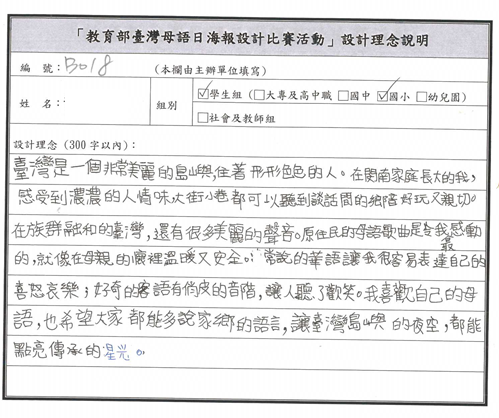 「教育部臺灣母語日海報設計比賽活動」設計理念說明
編 號：B018 (本欄由主辦單位填寫)
姓 名： 組別 ☑學生組 (□大專及高中職 □國中 ☑國小 □幼兒園)
□社會及教師組
設計理念 (300 字以內)：
臺灣是一個非常美麗的島嶼,住著形形色色的人。在閩南家庭長大的我,
感受到濃濃的人情味大街小巷都可以聽到談話間的鄉音好玩又親切。
在族群融和的臺灣,還有很多美麗的聲音。原住民的母語歌曲是令我最感動
的,就像在母親的懷裡溫暖又安全。常說的華語讓我很容易表達自己的
喜怒哀樂;好奇的客語有俏皮的音階,讓人聽了歡笑。我喜歡自己的母
語,也希望大家都能多說家鄉的語言,讓臺灣島嶼的夜空,都能
點亮傳承的星光。